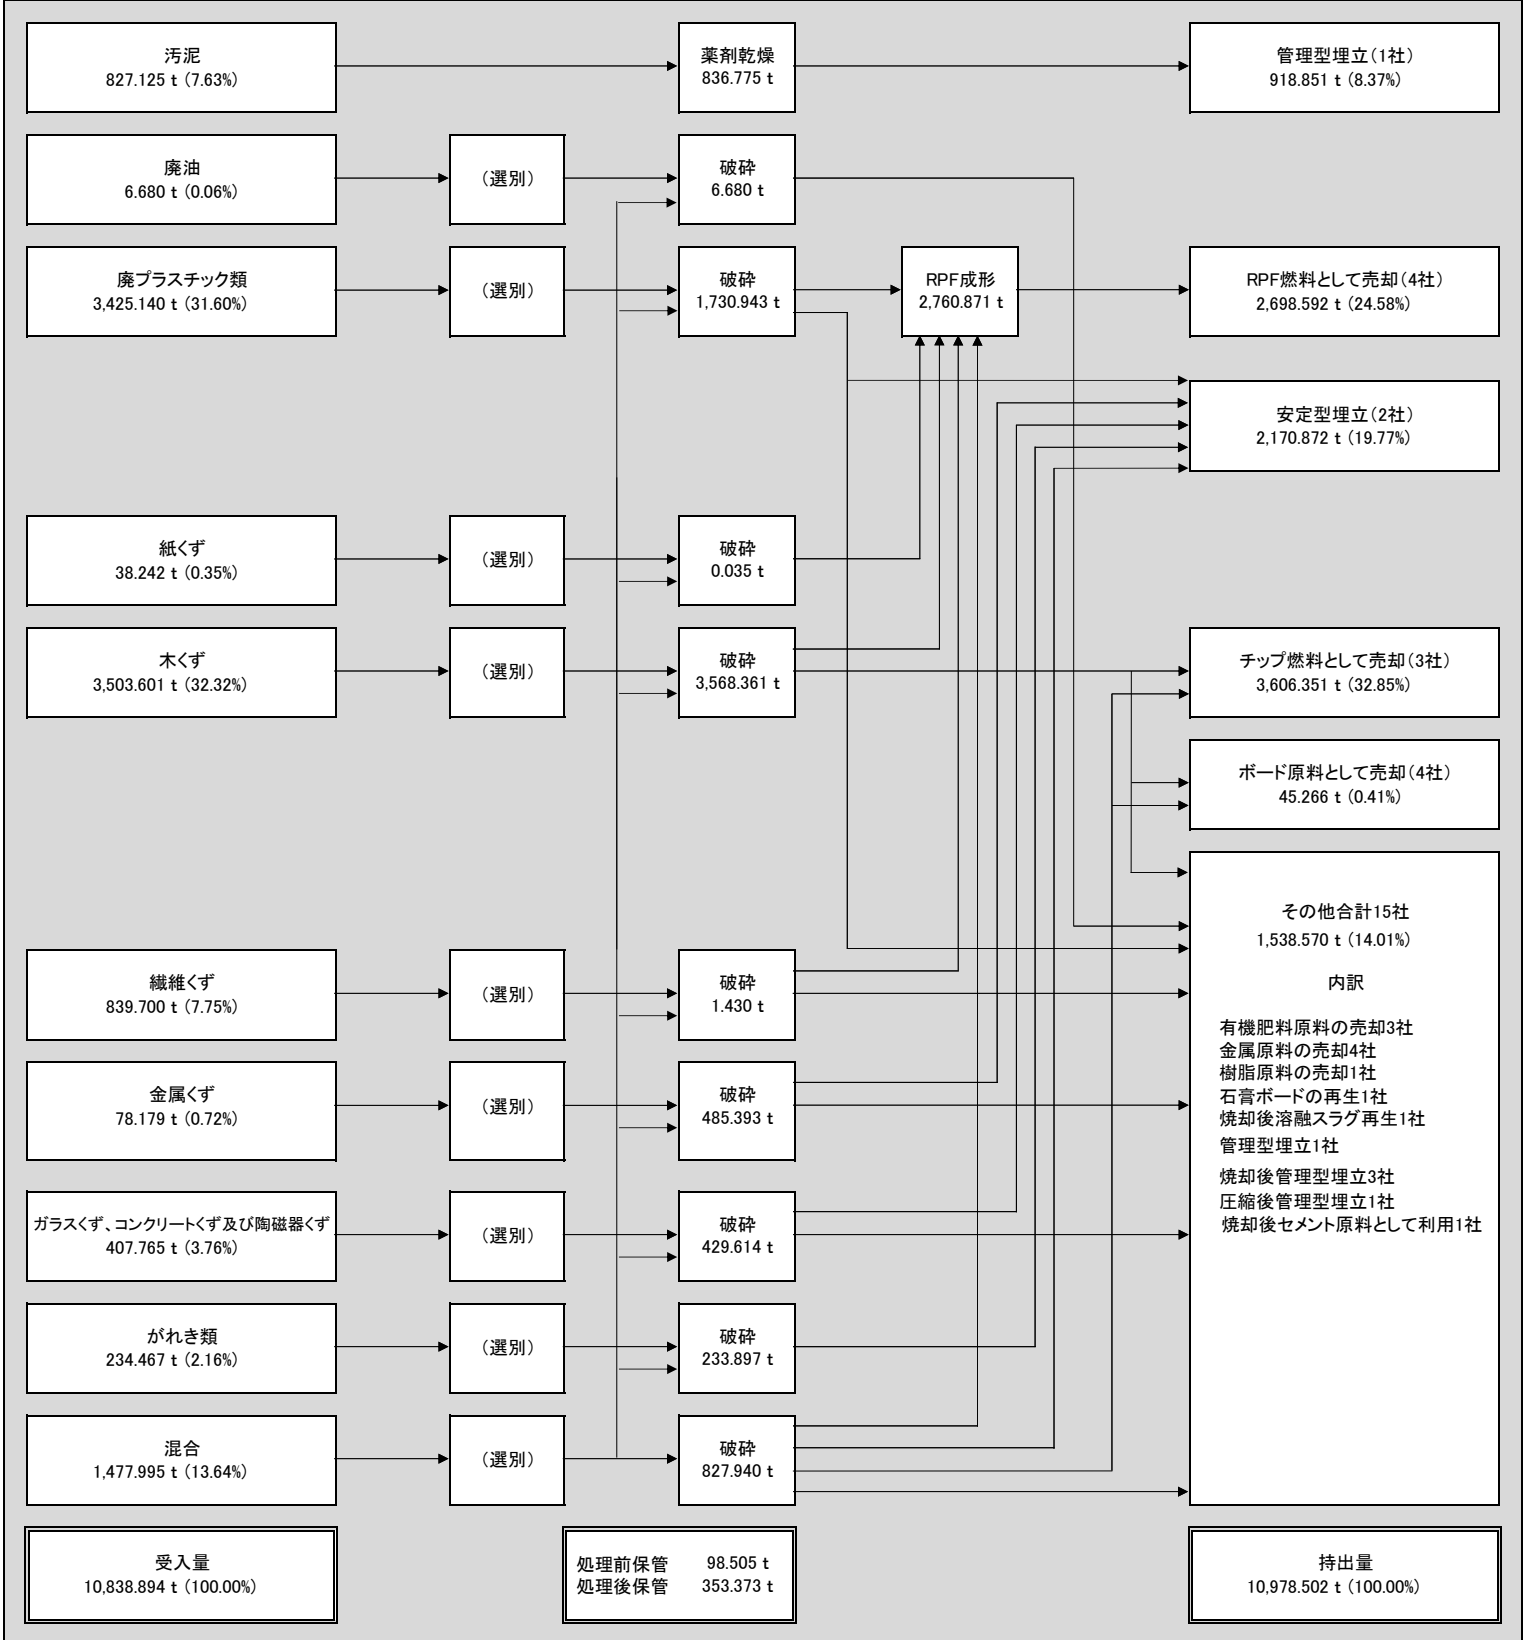 汚泥
827.125 t (7.63%)
薬剤乾燥
836.775 t
管理型埋立(1社)
918.851 t (8.37%)
廃油
6.680 t (0.06%)
(選別)
破砕
6.680 t
廃プラスチック類
3,425.140 t (31.60%)
(選別)
破砕
1,730.943 t
RPF成形
2,760.871 t
RPF燃料として売却(4社)
2,698.592 t (24.58%)
安定型埋立(2社)
2,170.872 t (19.77%)
紙くず
38.242 t (0.35%)
(選別)
破砕
0.035 t
木くず
3,503.601 t (32.32%)
(選別)
破砕
3,568.361 t
チップ燃料として売却(3社)
3,606.351 t (32.85%)
ボード原料として売却(4社)
45.266 t (0.41%)
その他合計15社
1,538.570 t (14.01%)
内訳
有機肥料原料の売却3社
金属原料の売却4社
樹脂原料の売却1社
石膏ボードの再生1社
焼却後溶融スラグ再生1社
管理型埋立1社
焼却後管理型埋立3社
圧縮後管理型埋立1社
焼却後セメント原料として利用1社
繊維くず
839.700 t (7.75%)
(選別)
破砕
1.430 t
金属くず
78.179 t (0.72%)
(選別)
破砕
485.393 t
ガラスくず、コンクリートくず及び陶磁器くず
407.765 t (3.76%)
(選別)
破砕
429.614 t
がれき類
234.467 t (2.16%)
(選別)
破砕
233.897 t
混合
1,477.995 t (13.64%)
(選別)
破砕
827.940 t
受入量
10,838.894 t (100.00%)
処理前保管 98.505 t
処理後保管 353.373 t
持出量
10,978.502 t (100.00%)